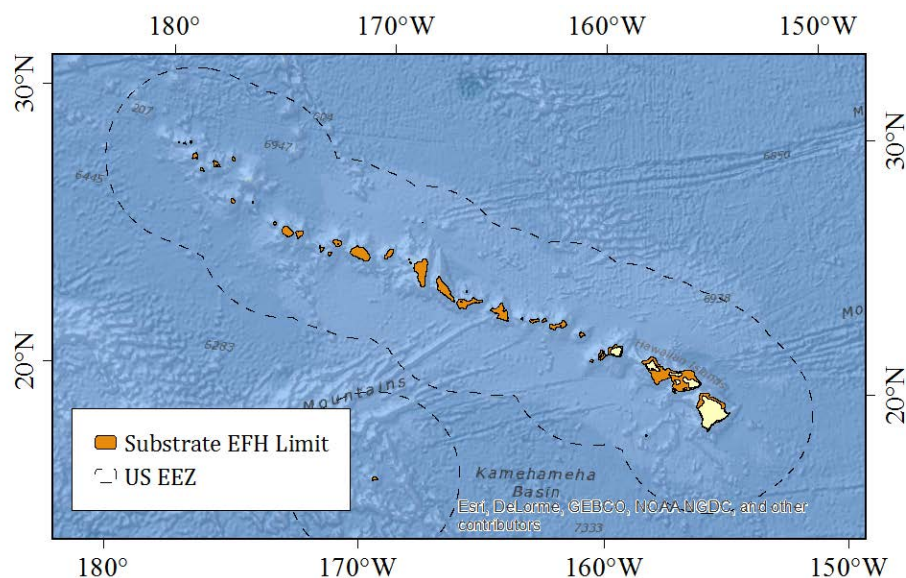 180° 170°W 160°W 150°W
30°N
30°N
207
204
6947
6850
6445
6938
Hawaiian Islands
6283
20°N
20°N
Mountains
Substrate EFH Limit
US EEZ
Kamehameha
Basin
Esri, DeLorme, GEBCO, NOAA NGDC, and other
contributors
7333
180° 170°W 160°W 150°W